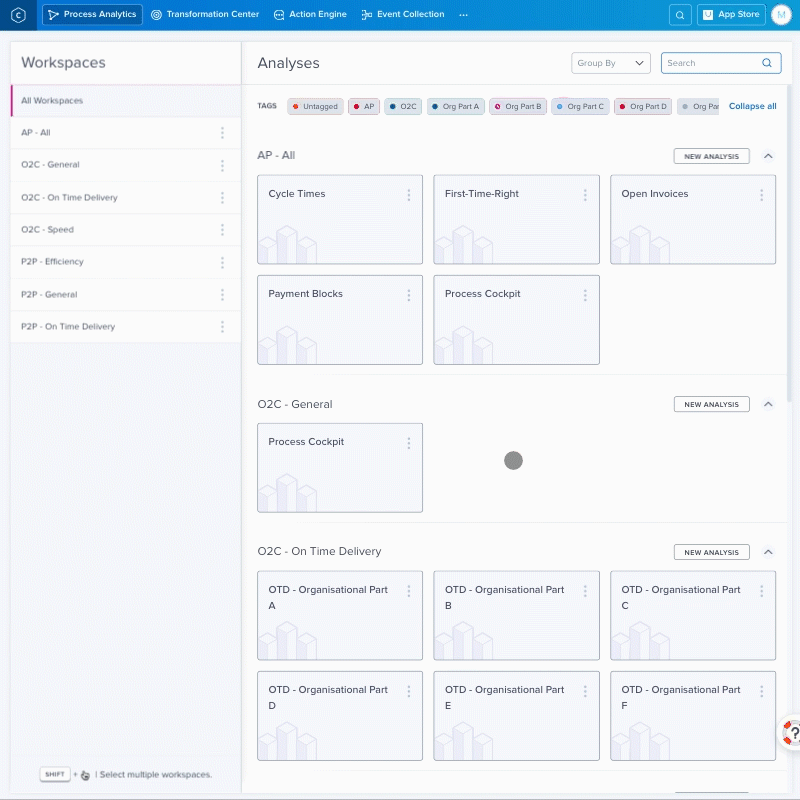 C
Process Analytics
Transformation Center
Action Engine
Event Collection
...
App Store
M
Workspaces
All Workspaces
AP - All
O2C - General
O2C - On Time Delivery
O2C - Speed
P2P - Efficiency
P2P - General
P2P - On Time Delivery
SHIFT + | Select multiple workspaces.
Analyses
Group By
Search
TAGS
Untagged
AP
O2C
Org Part A
Org Part B
Org Part C
Org Part D
Org Par
Collapse all
AP - All
NEW ANALYSIS
Cycle Times
First-Time-Right
Open Invoices
Payment Blocks
Process Cockpit
O2C - General
NEW ANALYSIS
Process Cockpit
O2C - On Time Delivery
NEW ANALYSIS
OTD - Organisational Part
A
OTD - Organisational Part
B
OTD - Organisational Part
C
OTD - Organisational Part
D
OTD - Organisational Part
E
OTD - Organisational Part
F
?